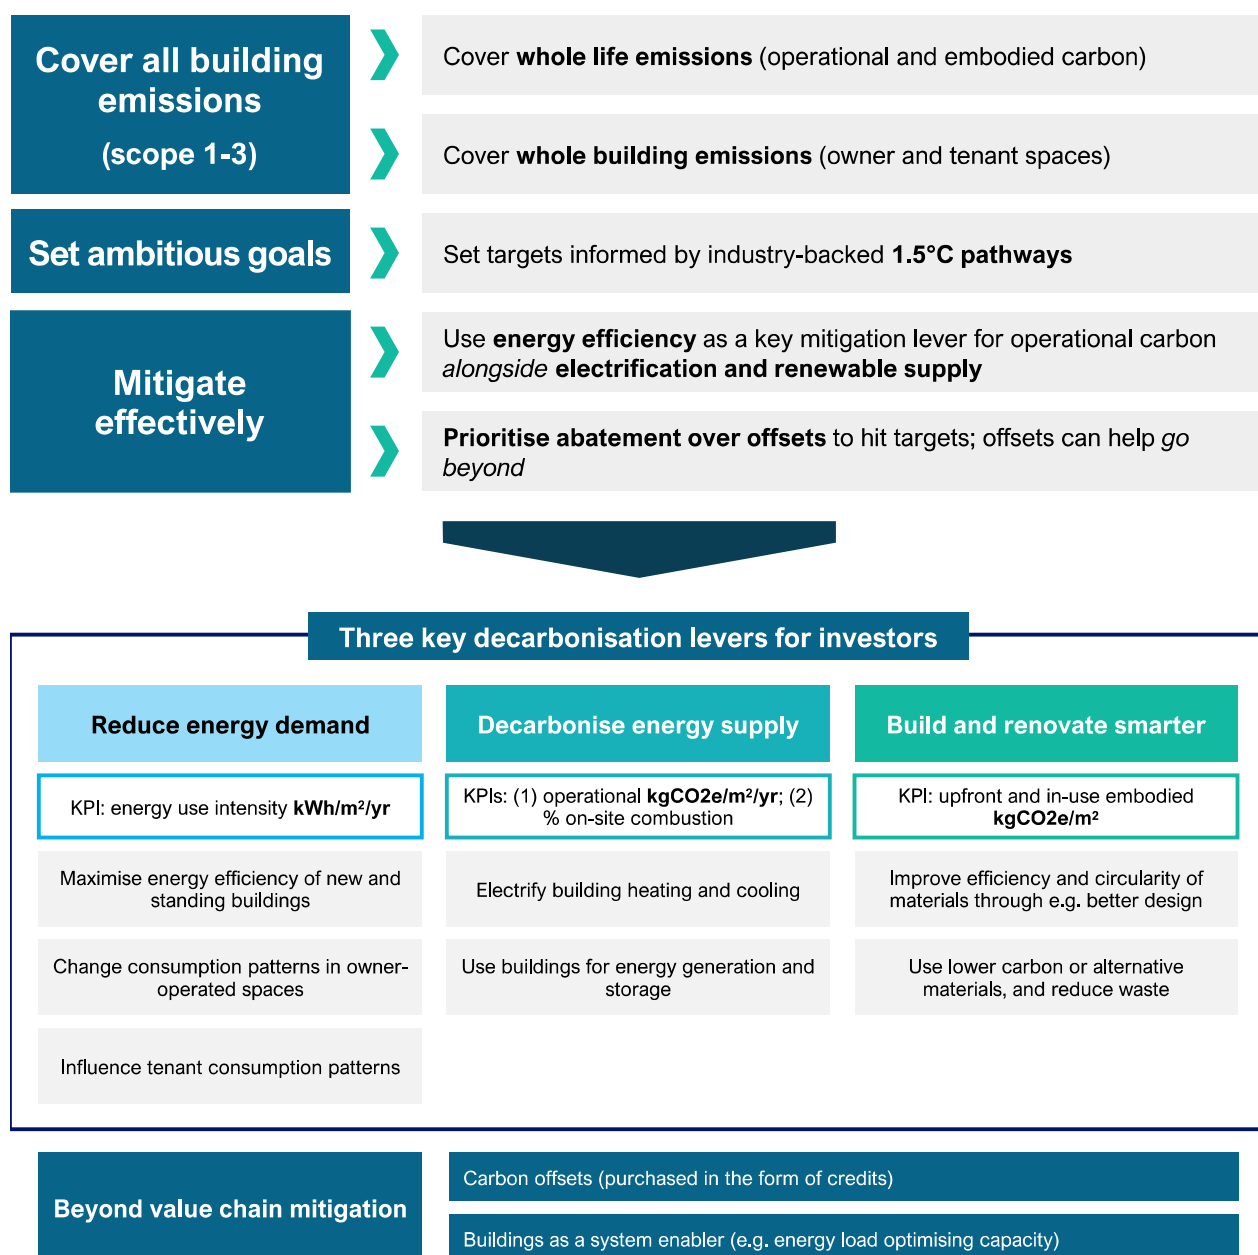 Cover all building
emissions
(scope 1-3)
Cover whole life emissions (operational and embodied carbon)
Cover whole building emissions (owner and tenant spaces)
Set ambitious goals
Set targets informed by industry-backed 1.5°C pathways
Mitigate
effectively
Use energy efficiency as a key mitigation lever for operational carbon
alongside electrification and renewable supply
Prioritise abatement over offsets to hit targets; offsets can help go
beyond
Three key decarbonisation levers for investors
Reduce energy demand
KPI: energy use intensity kWh/m²/yr
Maximise energy efficiency of new and
standing buildings
Change consumption patterns in owner-
operated spaces
Influence tenant consumption patterns
Decarbonise energy supply
KPIs: (1) operational kgCO2e/m²/yr; (2)
% on-site combustion
Electrify building heating and cooling
Use buildings for energy generation and
storage
Build and renovate smarter
KPI: upfront and in-use embodied
kgCO2e/m²
Improve efficiency and circularity of
materials through e.g. better design
Use lower carbon or alternative
materials, and reduce waste
Beyond value chain mitigation
Carbon offsets (purchased in the form of credits)
Buildings as a system enabler (e.g. energy load optimising capacity)